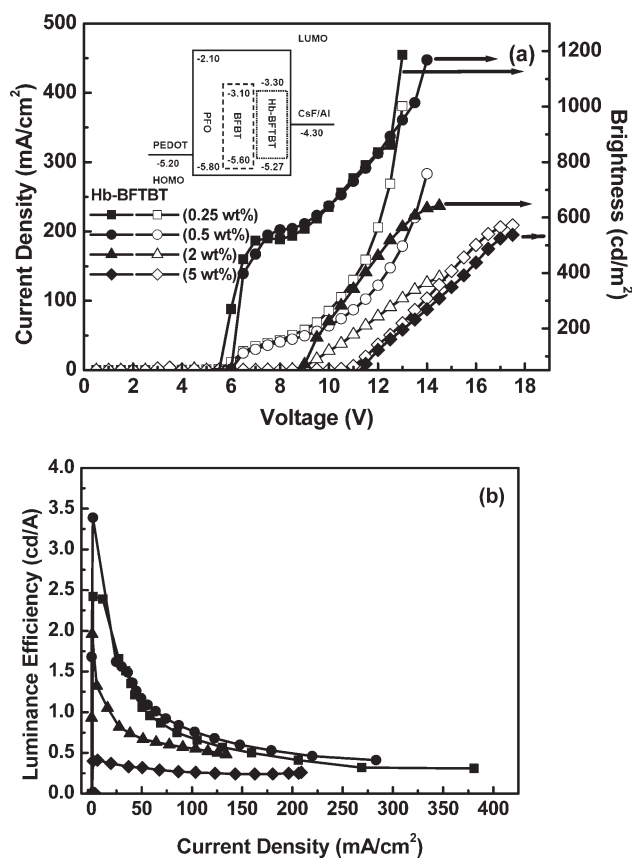 (a)
Current Density (mA/cm²)
500
400
300
200
100
0
LUMO
-2.10
-3.10
-3.30
PFO
BFBT
Hb-BFTBT
CsF/Al
-4.30
PEDOT
-5.20
-5.80
-5.60
-5.27
HOMO
Hb-BFTBT
(0.25 wt%)
(0.5 wt%)
(2 wt%)
(5 wt%)
1200
1000
800
600
400
200
Brightness (cd/m²)
0 2 4 6 8 10 12 14 16 18
Voltage (V)
(b)
Luminance Efficiency (cd/A)
4.0
3.5
3.0
2.5
2.0
1.5
1.0
0.5
0.0
0 50 100 150 200 250 300 350 400
Current Density (mA/cm²)